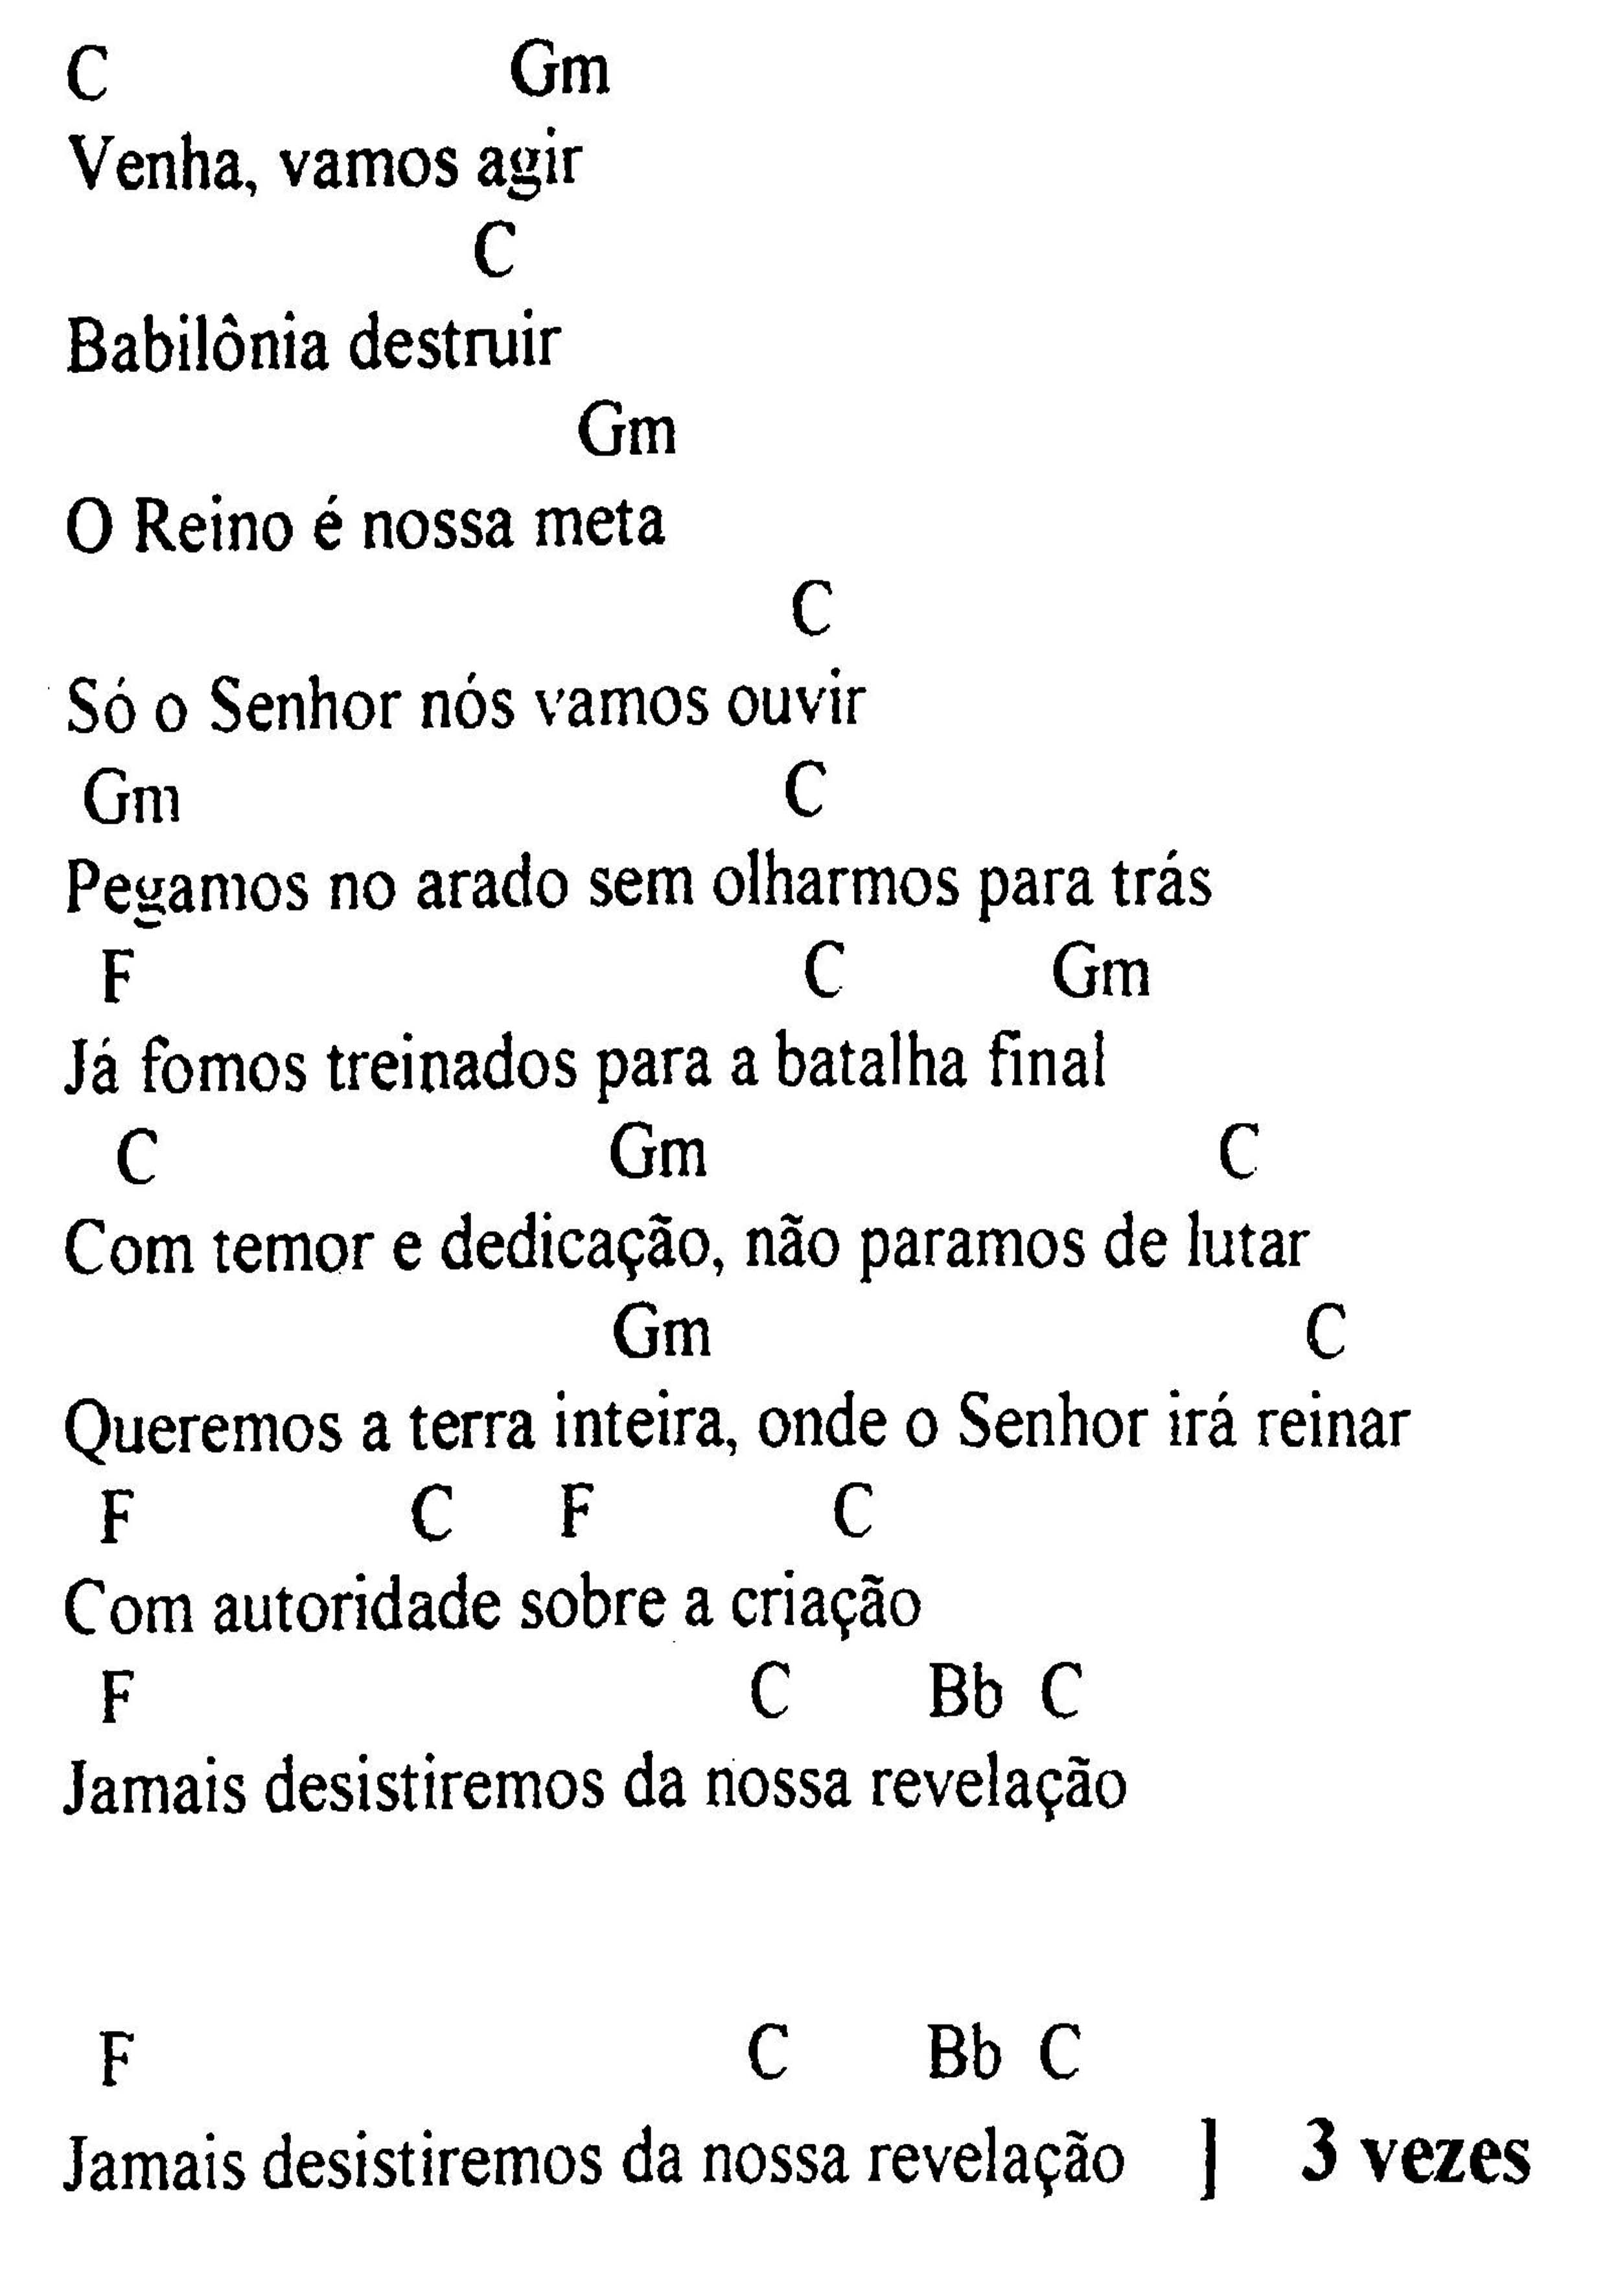 C Gm
Venha, vamos agir
C
Babilônia destruir
Gm
O Reino é nossa meta
C
Só o Senhor nós vamos ouvir
Gm C
Pegamos no arado sem olharmos para trás
F C Gm
Já fomos treinados para a batalha final
C Gm C
Com temor e dedicação, não paramos de lutar
Gm C
Queremos a terra inteira, onde o Senhor irá reinar
F C F C
Com autoridade sobre a criação
F C Bb C
Jamais desistiremos da nossa revelação
F C Bb C
Jamais desistiremos da nossa revelação ] 3 vezes